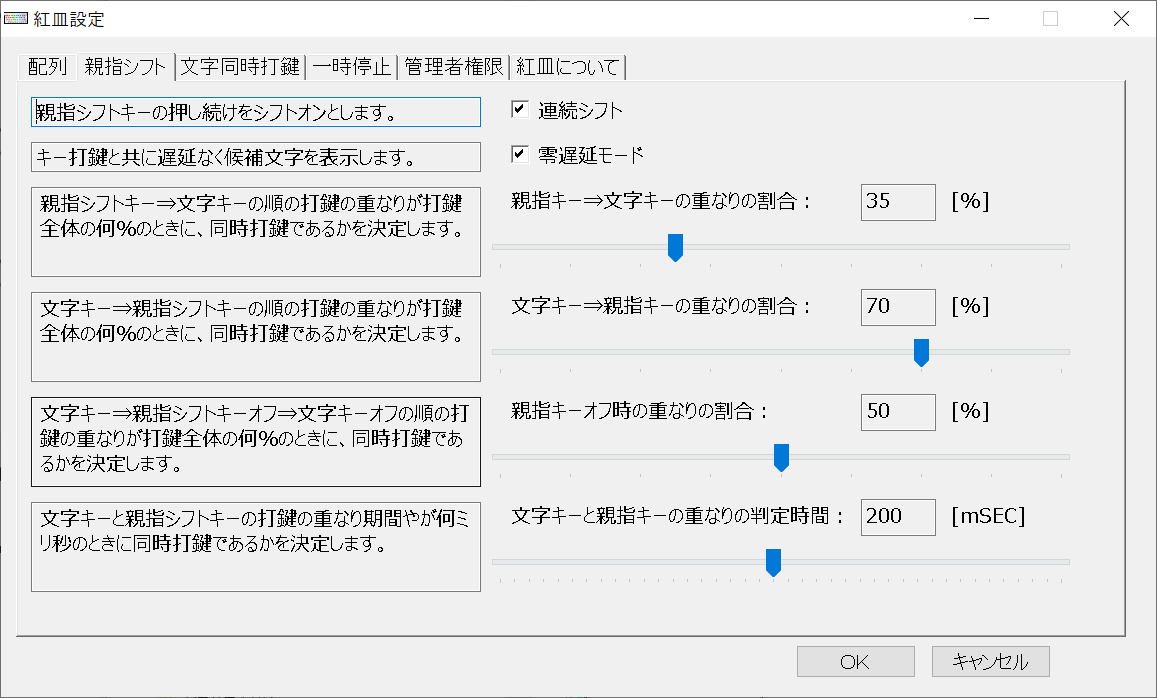 紅皿設定
配列 親指シフト 文字同時打鍵 一時停止 管理者権限 紅皿について
親指シフトキーの押し続けをシフトオンとします。
連続シフト
キー打鍵と共に遅延なく候補文字を表示します。
零遅延モード
親指シフトキー⇒文字キーの順の打鍵の重なりが打鍵
全体の何%のときに、同時打鍵であるかを決定します。
親指キー⇒文字キーの重なりの割合： 35 [%]
文字キー⇒親指シフトキーの順の打鍵の重なりが打鍵
全体の何%のときに、同時打鍵であるかを決定します。
文字キー⇒親指キーの重なりの割合： 70 [%]
文字キー⇒親指シフトキーオフ⇒文字キーオフの順の打
鍵の重なりが打鍵全体の何%のときに、同時打鍵であ
るかを決定します。
親指キーオフ時の重なりの割合： 50 [%]
文字キーと親指シフトキーの打鍵の重なり期間やが何ミ
リ秒のときに同時打鍵であるかを決定します。
文字キーと親指キーの重なりの判定時間： 200 [mSEC]
OK キャンセル